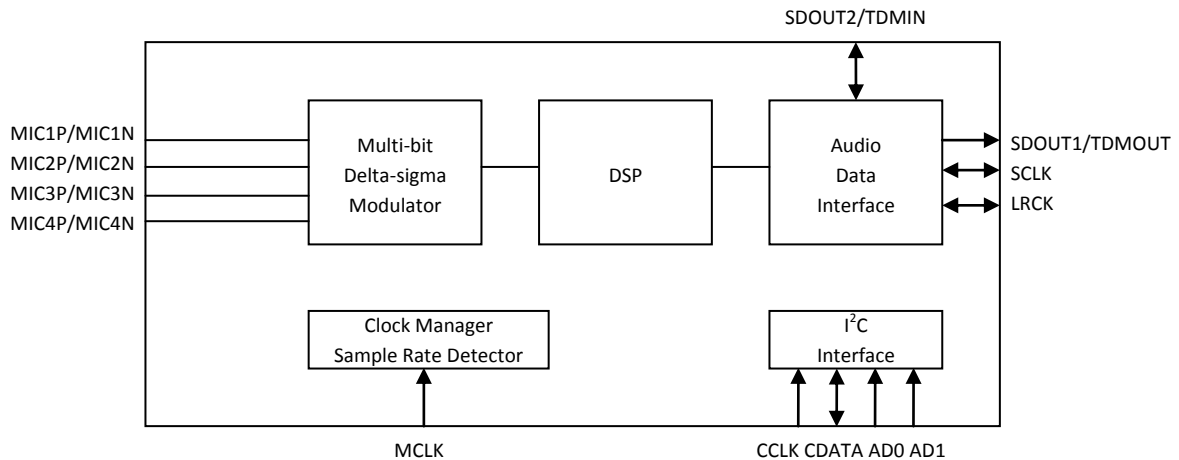 SDOUT2/TDMIN
MIC1P/MIC1N
MIC2P/MIC2N
MIC3P/MIC3N
MIC4P/MIC4N
Multi-bit
Delta-sigma
Modulator
DSP
Audio
Data
Interface
SDOUT1/TDMOUT
SCLK
LRCK
Clock Manager
Sample Rate Detector
I²C
Interface
MCLK
CCLK CDATA AD0 AD1